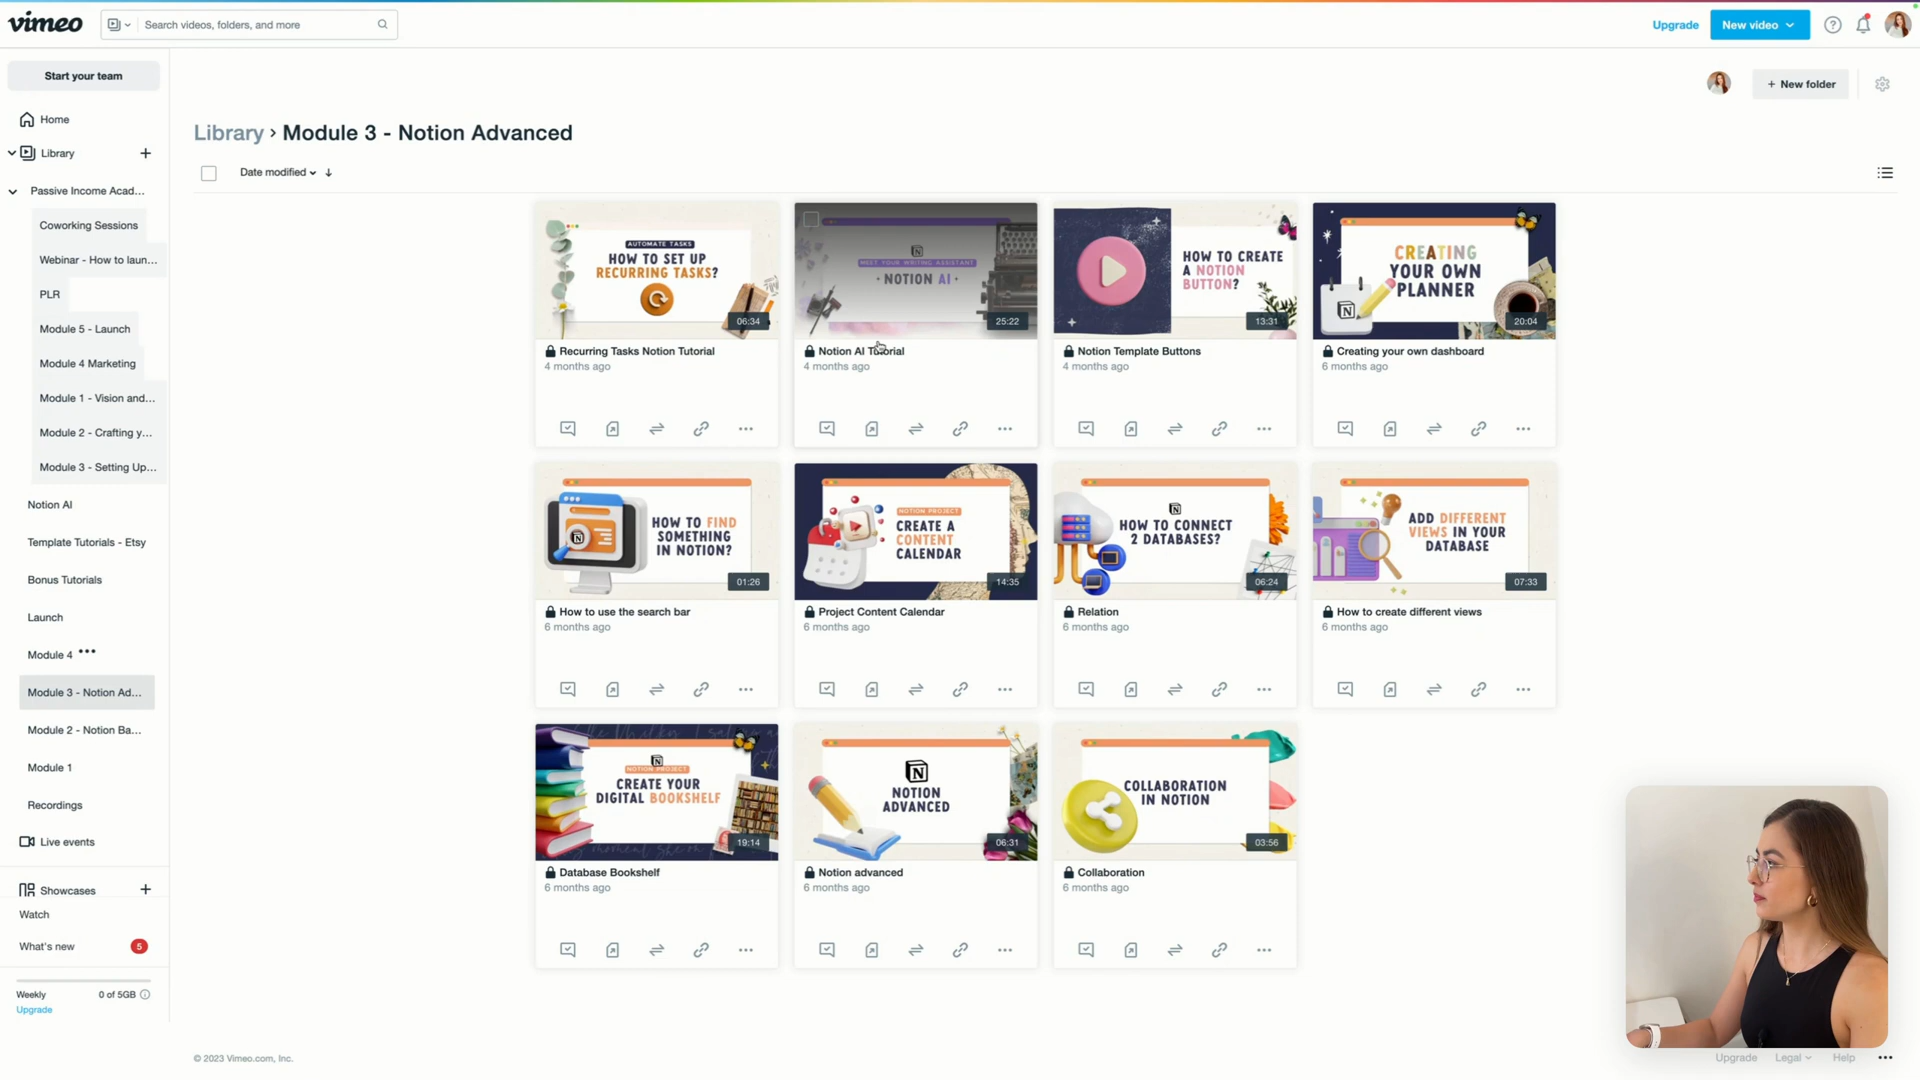 vimeo
Search videos, folders, and more
Upgrade
New video
Start your team
+ New folder
Home
Library
Library › Module 3 - Notion Advanced
Date modified
Passive Income Acad...
Coworking Sessions
Webinar - How to laun...
PLR
Module 5 - Launch
Module 4 Marketing
Module 1 - Vision and...
Module 2 - Crafting y...
Module 3 - Setting Up...
Notion AI
Template Tutorials - Etsy
Bonus Tutorials
Launch
Module 4
Module 3 - Notion Ad...
Module 2 - Notion Ba...
Module 1
Recordings
Live events
Showcases
Watch
What's new
5
Weekly
0 of 5GB
Upgrade
AUTOMATE TASKS
HOW TO SET UP
RECURRING TASKS?
06:34
Recurring Tasks Notion Tutorial
4 months ago
MEET YOUR WRITING ASSISTANT
· NOTION AI ·
25:22
Notion AI Tutorial
4 months ago
HOW TO CREATE
A NOTION
BUTTON?
13:31
Notion Template Buttons
4 months ago
CREATING
YOUR OWN
PLANNER
20:04
Creating your own dashboard
6 months ago
HOW TO FIND
SOMETHING
IN NOTION?
01:26
How to use the search bar
6 months ago
NOTION PROJECT
CREATE A
CONTENT
CALENDAR
14:35
Project Content Calendar
6 months ago
HOW TO CONNECT
2 DATABASES?
06:24
Relation
6 months ago
ADD DIFFERENT
VIEWS IN YOUR
DATABASE
07:33
How to create different views
6 months ago
NOTION PROJECT
CREATE YOUR
DIGITAL BOOKSHELF
19:14
Database Bookshelf
6 months ago
NOTION
ADVANCED
06:31
Notion advanced
6 months ago
COLLABORATION
IN NOTION
03:56
Collaboration
6 months ago
© 2023 Vimeo.com, Inc.
Upgrade
Legal
Help